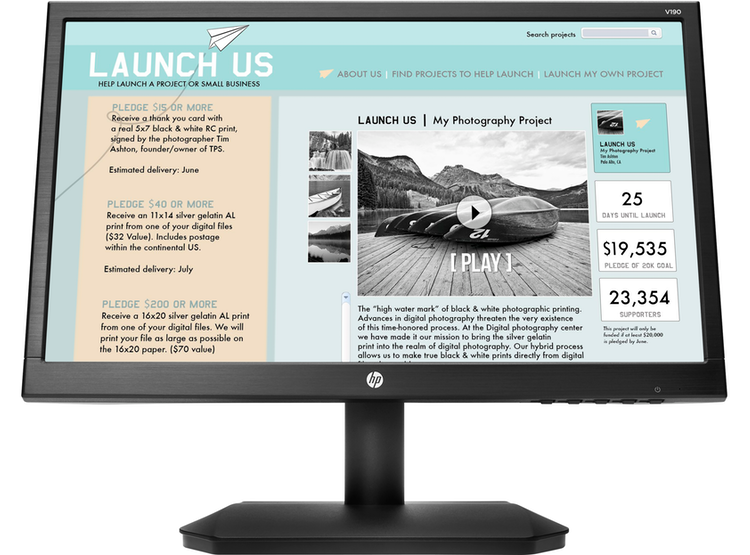 V190
Search projects
LAUNCH US
HELP LAUNCH A PROJECT OR SMALL BUSINESS
ABOUT US | FIND PROJECTS TO HELP LAUNCH | LAUNCH MY OWN PROJECT
PLEDGE $15 OR MORE
Receive a thank you card with
a real 5x7 black & white RC print,
signed by the photographer Tim
Ashton, founder/owner of TPS.
Estimated delivery: June
PLEDGE $40 OR MORE
Receive an 11x14 silver gelatin AL
print from one of your digital files
($32 Value). Includes postage
within the continental US.
Estimated delivery: July
PLEDGE $200 OR MORE
Receive a 16x20 silver gelatin AL print
from one of your digital files. We will
print your file as large as possible on
the 16x20 paper. ($70 value)
LAUNCH US | My Photography Project
12
[ PLAY ]
The “high water mark” of black & white photographic printing.
Advances in digital photography threaten the very existence
of this time-honored process. At the Digital photography center
we have made it our mission to bring the silver gelatin
print into the realm of digital photography. Our hybrid process
allows us to make true black & white prints directly from digital
LAUNCH US
My Photography Project
Tim Ashton
Palo Alto, CA
25
DAYS UNTIL LAUNCH
$19,535
PLEDGE OF 20K GOAL
23,354
SUPPORTERS
This project will only be
funded if at least $20,000
is pledged by June.
hp